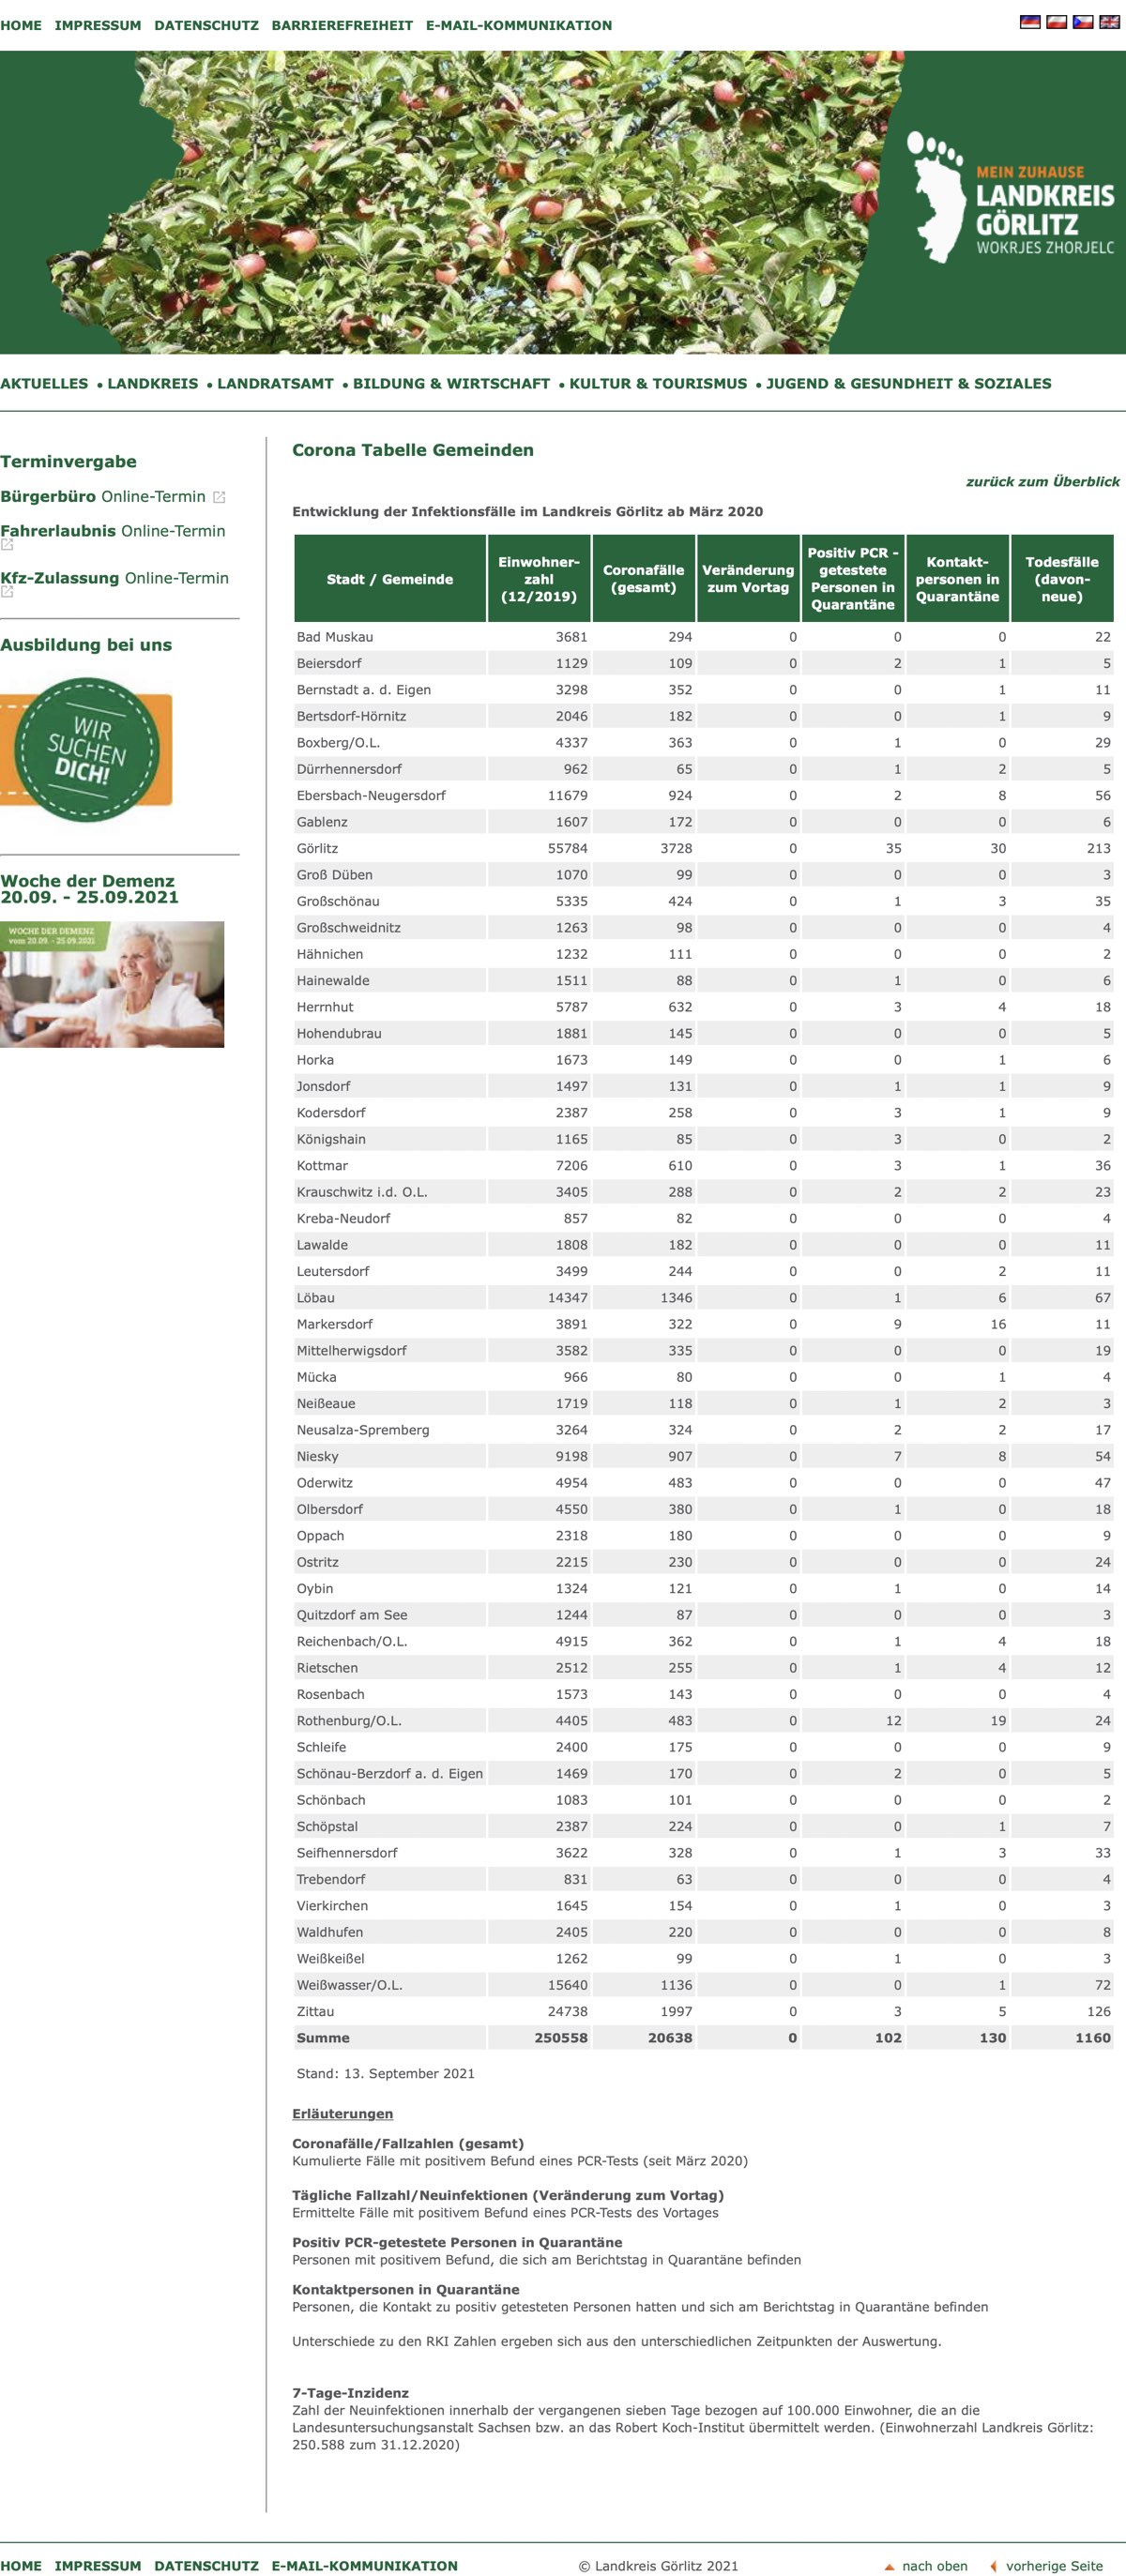 HOME IMPRESSUM DATENSCHUTZ BARRIEREFREIHEIT E-MAIL-KOMMUNIKATION
MEIN ZUHAUSE
LANDKREIS
GÖRLITZ
WOKRJES ZHORJELC
AKTUELLES • LANDKREIS • LANDRATSAMT • BILDUNG & WIRTSCHAFT • KULTUR & TOURISMUS • JUGEND & GESUNDHEIT & SOZIALES
Terminvergabe
Bürgerbüro Online-Termin
Fahrerlaubnis Online-Termin
Kfz-Zulassung Online-Termin
Ausbildung bei uns
WIR
SUCHEN
DICH!
Woche der Demenz
20.09. - 25.09.2021
WOCHE DER DEMENZ
vom 20.09. - 25.09.2021
Corona Tabelle Gemeinden
zurück zum Überblick
Entwicklung der Infektionsfälle im Landkreis Görlitz ab März 2020
Stadt / Gemeinde Einwohner-zahl (12/2019) Coronafälle (gesamt) Veränderung zum Vortag Positiv PCR - getestete Personen in Quarantäne Kontakt-personen in Quarantäne Todesfälle (davon-neue)
Bad Muskau 3681 294 0 0 0 22
Beiersdorf 1129 109 0 2 1 5
Bernstadt a. d. Eigen 3298 352 0 0 1 11
Bertsdorf-Hörnitz 2046 182 0 0 1 9
Boxberg/O.L. 4337 363 0 1 0 29
Dürrhennersdorf 962 65 0 1 2 5
Ebersbach-Neugersdorf 11679 924 0 2 8 56
Gablenz 1607 172 0 0 0 6
Görlitz 55784 3728 0 35 30 213
Groß Düben 1070 99 0 0 0 3
Großschönau 5335 424 0 1 3 35
Großschweidnitz 1263 98 0 0 0 4
Hähnichen 1232 111 0 0 0 2
Hainewalde 1511 88 0 1 0 6
Herrnhut 5787 632 0 3 4 18
Hohendubrau 1881 145 0 0 0 5
Horka 1673 149 0 0 1 6
Jonsdorf 1497 131 0 1 1 9
Kodersdorf 2387 258 0 3 1 9
Königshain 1165 85 0 3 0 2
Kottmar 7206 610 0 3 1 36
Krauschwitz i.d. O.L. 3405 288 0 2 2 23
Kreba-Neudorf 857 82 0 0 0 4
Lawalde 1808 182 0 0 0 11
Leutersdorf 3499 244 0 0 2 11
Löbau 14347 1346 0 1 6 67
Markersdorf 3891 322 0 9 16 11
Mittelherwigsdorf 3582 335 0 0 0 19
Mücka 966 80 0 0 1 4
Neißeaue 1719 118 0 1 2 3
Neusalza-Spremberg 3264 324 0 2 2 17
Niesky 9198 907 0 7 8 54
Oderwitz 4954 483 0 0 0 47
Olbersdorf 4550 380 0 1 0 18
Oppach 2318 180 0 0 0 9
Ostritz 2215 230 0 0 0 24
Oybin 1324 121 0 1 0 14
Quitzdorf am See 1244 87 0 0 0 3
Reichenbach/O.L. 4915 362 0 1 4 18
Rietschen 2512 255 0 1 4 12
Rosenbach 1573 143 0 0 0 4
Rothenburg/O.L. 4405 483 0 12 19 24
Schleife 2400 175 0 0 0 9
Schönau-Berzdorf a. d. Eigen 1469 170 0 2 0 5
Schönbach 1083 101 0 0 0 2
Schöpstal 2387 224 0 0 1 7
Seifhennersdorf 3622 328 0 1 3 33
Trebendorf 831 63 0 0 0 4
Vierkirchen 1645 154 0 1 0 3
Waldhufen 2405 220 0 0 0 8
Weißkeißel 1262 99 0 1 0 3
Weißwasser/O.L. 15640 1136 0 0 1 72
Zittau 24738 1997 0 3 5 126
Summe 250558 20638 0 102 130 1160
Stand: 13. September 2021
Erläuterungen
Coronafälle/Fallzahlen (gesamt)
Kumulierte Fälle mit positivem Befund eines PCR-Tests (seit März 2020)
Tägliche Fallzahl/Neuinfektionen (Veränderung zum Vortag)
Ermittelte Fälle mit positivem Befund eines PCR-Tests des Vortages
Positiv PCR-getestete Personen in Quarantäne
Personen mit positivem Befund, die sich am Berichtstag in Quarantäne befinden
Kontaktpersonen in Quarantäne
Personen, die Kontakt zu positiv getesteten Personen hatten und sich am Berichtstag in Quarantäne befinden
Unterschiede zu den RKI Zahlen ergeben sich aus den unterschiedlichen Zeitpunkten der Auswertung.
7-Tage-Inzidenz
Zahl der Neuinfektionen innerhalb der vergangenen sieben Tage bezogen auf 100.000 Einwohner, die an die
Landesuntersuchungsanstalt Sachsen bzw. an das Robert Koch-Institut übermittelt werden. (Einwohnerzahl Landkreis Görlitz:
250.588 zum 31.12.2020)
HOME IMPRESSUM DATENSCHUTZ E-MAIL-KOMMUNIKATION © Landkreis Görlitz 2021 nach oben vorherige Seite